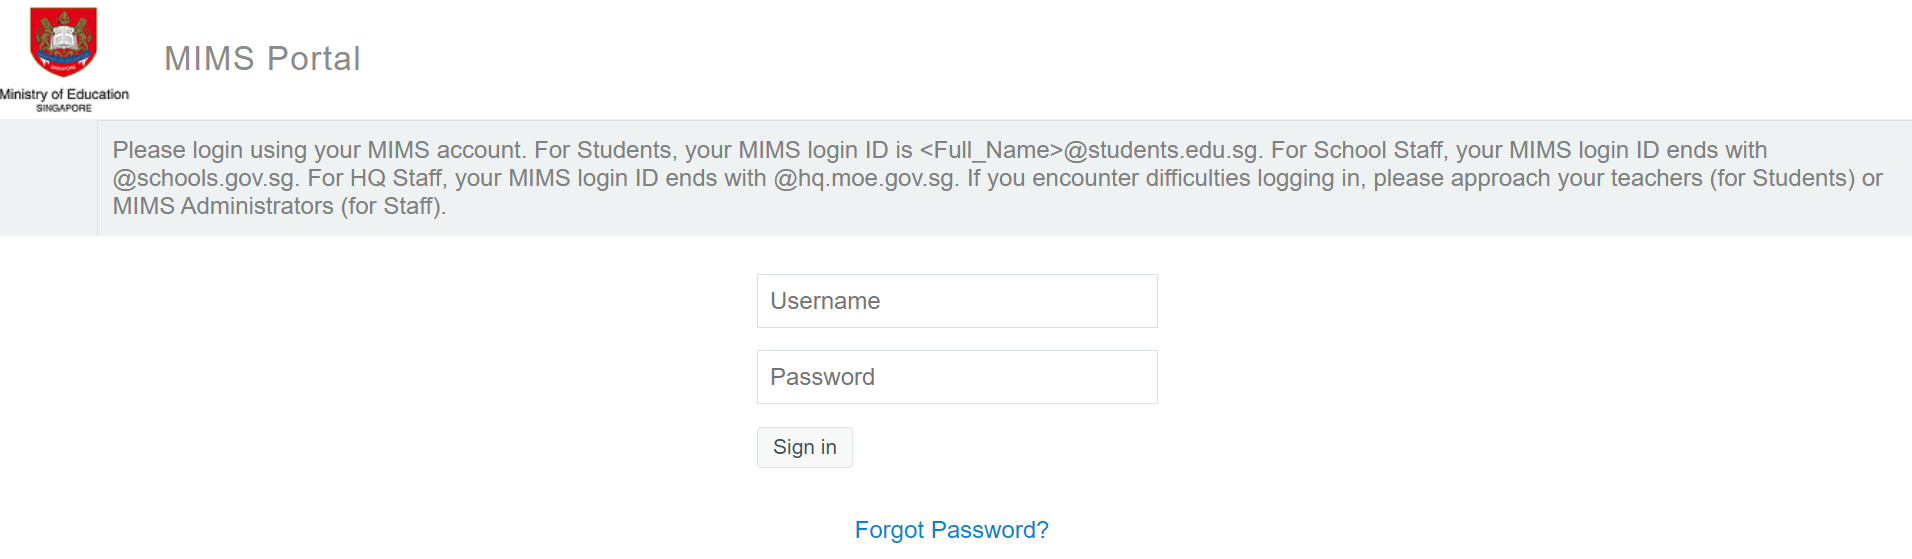 Ministry of Education
SINGAPORE
MIMS Portal
Please login using your MIMS account. For Students, your MIMS login ID is <Full_Name>@students.edu.sg. For School Staff, your MIMS login ID ends with
@schools.gov.sg. For HQ Staff, your MIMS login ID ends with @hq.moe.gov.sg. If you encounter difficulties logging in, please approach your teachers (for Students) or
MIMS Administrators (for Staff).
Username
Password
Sign in
Forgot Password?